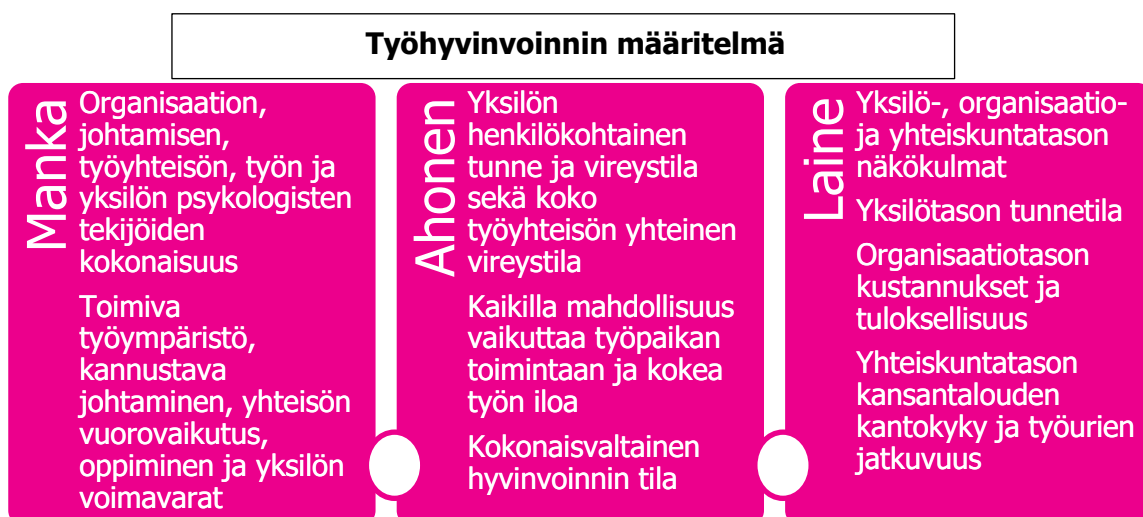 Työhyvinvoinnin määritelmä
Manka
Organisaation,
johtamisen,
työyhteisön, työn ja
yksilön psykologisten
tekijöiden
kokonaisuus
Toimiva
työympäristö,
kannustava
johtaminen, yhteisön
vuorovaikutus,
oppiminen ja yksilön
voimavarat
Ahonen
Yksilön
henkilökohtainen
tunne ja vireystila
sekä koko
työyhteisön yhteinen
vireystila
Kaikilla mahdollisuus
vaikuttaa työpaikan
toimintaan ja kokea
työn iloa
Kokonaisvaltainen
hyvinvoinnin tila
Laine
Yksilö-, organisaatio-
ja yhteiskuntatason
näkökulmat
Yksilötason tunnetila
Organisaatiotason
kustannukset ja
tuloksellisuus
Yhteiskuntatason
kansantalouden
kantokyky ja työurien
jatkuvuus